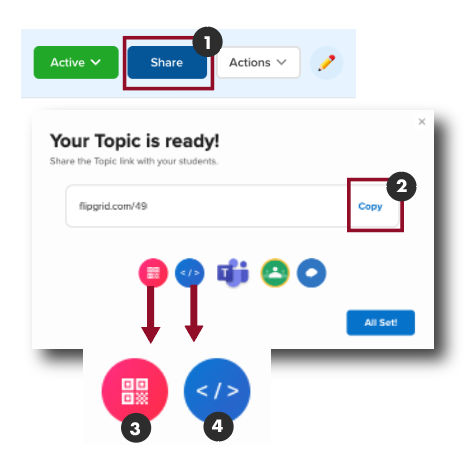 1
Active Share Actions
Your Topic is ready!
Share the Topic link with your students.
2
flipgrid.com/49 Copy
</> T
All Set!
</>
3 4